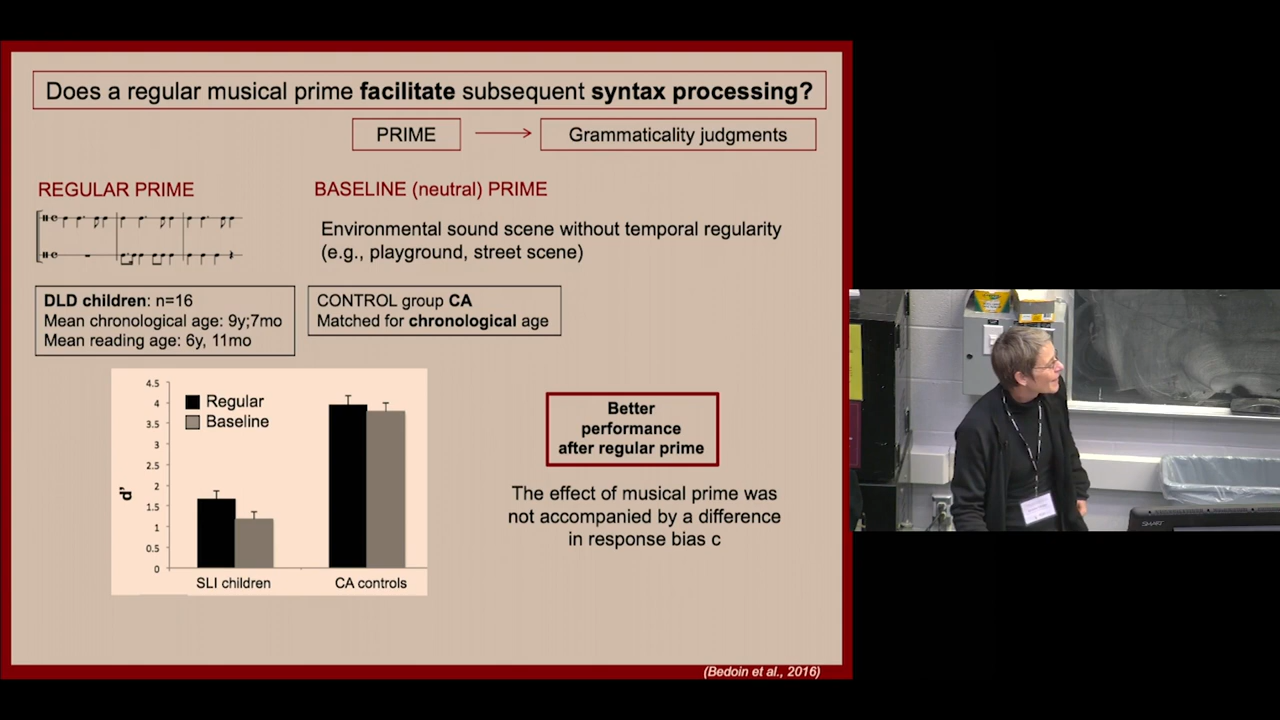 Does a regular musical prime facilitate subsequent syntax processing?
PRIME
Grammaticality judgments
REGULAR PRIME
BASELINE (neutral) PRIME
Environmental sound scene without temporal regularity
(e.g., playground, street scene)
DLD children: n=16
Mean chronological age: 9y;7mo
Mean reading age: 6y, 11mo
CONTROL group CA
Matched for chronological age
4.5
4
3.5
3
2.5
2
1.5
1
0.5
0
d'
Regular
Baseline
SLI children
CA controls
Better
performance
after regular prime
The effect of musical prime was
not accompanied by a difference
in response bias c
(Bedoin et al., 2016)
SMART